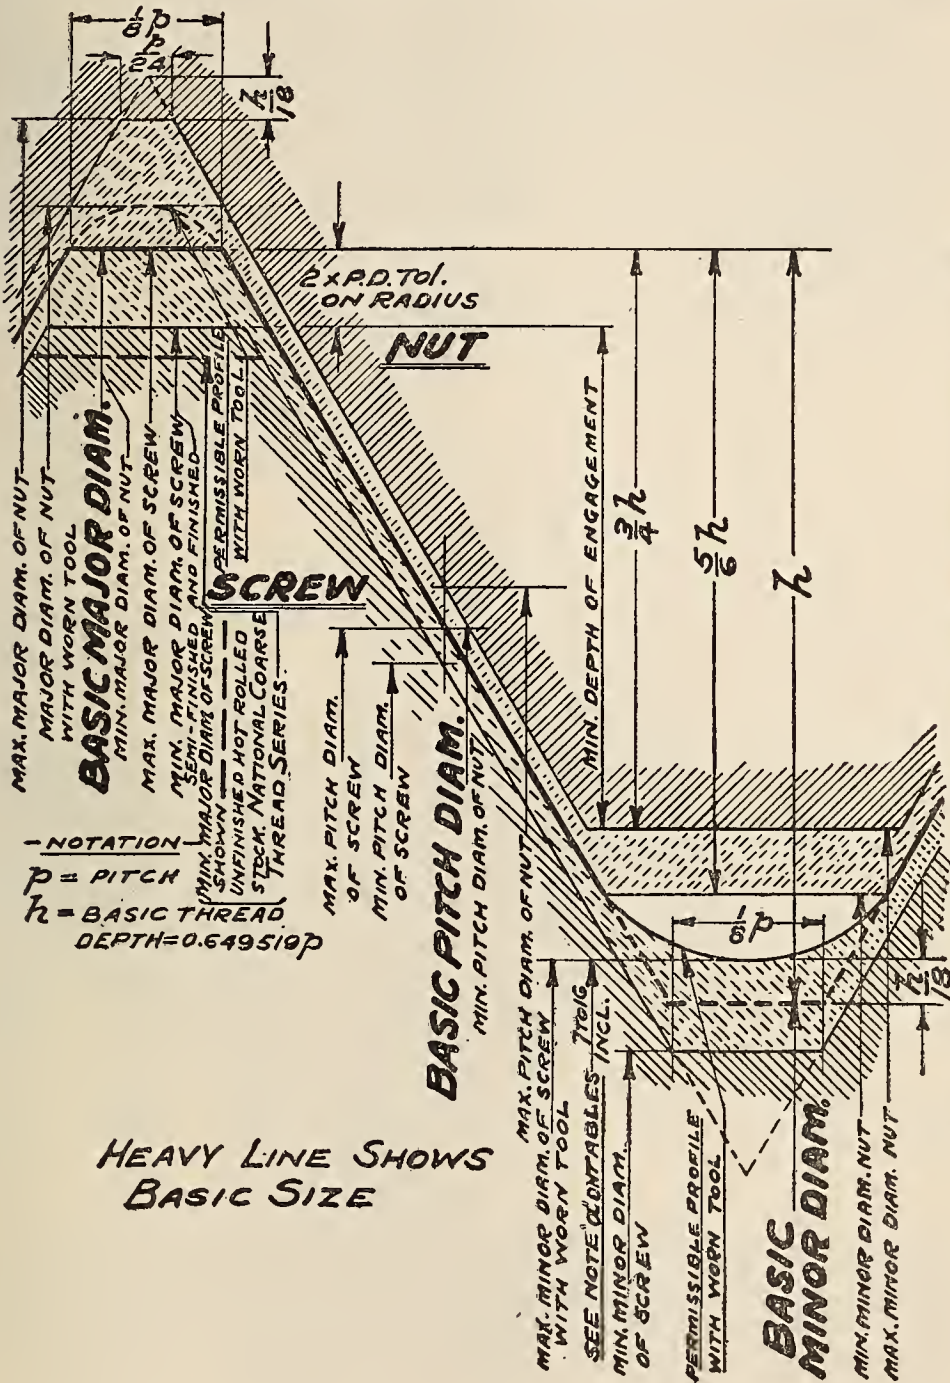 1/8 p
p/24
h/18
2 x P.D. TOL.
ON RADIUS
NUT
MAX. MAJOR DIAM. OF NUT
MAJOR DIAM. OF NUT
WITH WORN TOOL
BASIC MAJOR DIAM.
MIN. MAJOR DIAM. OF NUT
MAX. MAJOR DIAM. OF SCREW
MIN. MAJOR DIAM. OF SCREW
SEMI-FINISHED AND FINISHED
MIN. MAJOR DIAM. OF SCREW
SHOWN
UNFINISHED HOT ROLLED
STOCK, NATIONAL COARSE
THREAD SERIES.
PERMISSIBLE PROFILE
WITH WORN TOOL
SCREW
MIN. DEPTH OF ENGAGEMENT
3/4 h
5/6 h
h
-NOTATION-
p = PITCH
h = BASIC THREAD
DEPTH=0.649519p
MAX. PITCH DIAM.
OF SCREW
MIN. PITCH DIAM.
OF SCREW
BASIC PITCH DIAM.
MIN. PITCH DIAM. OF NUT
MAX. PITCH DIAM. OF NUT
1/8 p
h/18
HEAVY LINE SHOWS
BASIC SIZE
MAX. MINOR DIAM. OF SCREW
WITH WORN TOOL
SEE NOTE "a" ON TABLES 7 TO 16
INCL.
MIN. MINOR DIAM.
OF SCREW
PERMISSIBLE PROFILE
WITH WORN TOOL
BASIC
MINOR DIAM.
MIN. MINOR DIAM. NUT
MAX. MINOR DIAM. NUT